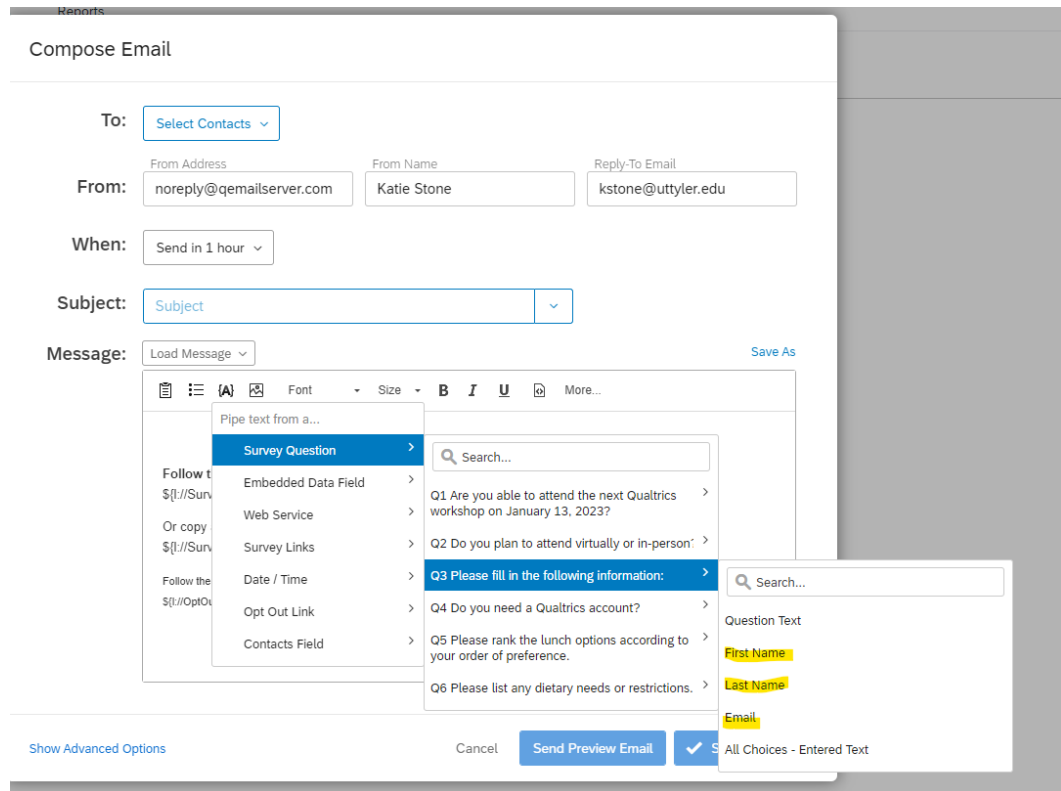 Reports
Compose Email
To:
Select Contacts
From Address
From Name
Reply-To Email
From:
noreply@qemailserver.com
Katie Stone
kstone@uttyler.edu
When:
Send in 1 hour
Subject:
Subject
Message:
Load Message
Save As
{A}
Font
Size
B
I
U
More...
Pipe text from a...
Survey Question
Embedded Data Field
Web Service
Survey Links
Date / Time
Opt Out Link
Contacts Field
Follow t
${l://Surv
Or copy
${l://Surv
Follow the
${l://OptOu
Search...
Q1 Are you able to attend the next Qualtrics
workshop on January 13, 2023?
Q2 Do you plan to attend virtually or in-person?
Q3 Please fill in the following information:
Q4 Do you need a Qualtrics account?
Q5 Please rank the lunch options according to
your order of preference.
Q6 Please list any dietary needs or restrictions.
Search...
Question Text
First Name
Last Name
Email
All Choices - Entered Text
Show Advanced Options
Cancel
Send Preview Email
S